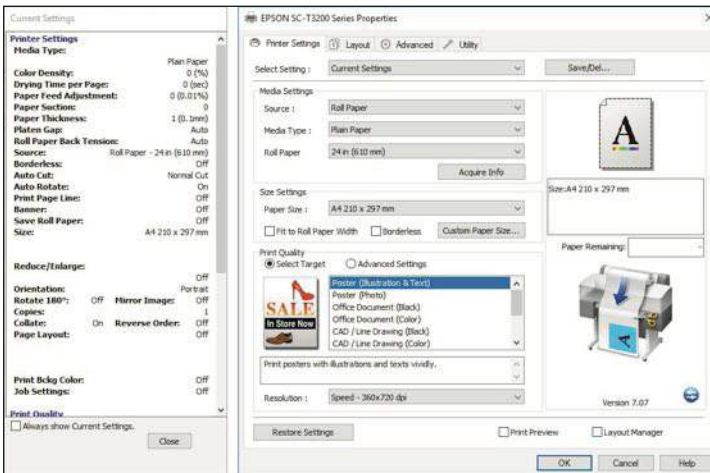 Current Settings
Printer Settings
Media Type:
Plain Paper
Color Density: 0 (%)
Drying Time per Page: 0 (sec)
Paper Feed Adjustment: 0 (0.01%)
Paper Suction: 0
Paper Thickness: 1 (0.1mm)
Platen Gap: Auto
Roll Paper Back Tension: Auto
Source: Roll Paper - 24 in (610 mm)
Borderless: Off
Auto Cut: Normal Cut
Auto Rotate: On
Print Page Line: Off
Banner: Off
Save Roll Paper: Off
Size: A4 210 x 297 mm
Reduce/Enlarge:
Off
Orientation: Portrait
Rotate 180°: Off Mirror Image: Off
Copies: 1
Collate: On Reverse Order: Off
Page Layout: Off
Print Bckg Color: Off
Job Settings: Off
Print Quality
Always show Current Settings.
Close
EPSON SC-T3200 Series Properties
Printer Settings Layout Advanced Utility
Select Setting : Current Settings Save/Del...
Media Settings
Source : Roll Paper
Media Type : Plain Paper
Roll Paper 24 in (610 mm)
Acquire Info
A
Size Settings
Paper Size : A4 210 x 297 mm
Fit to Roll Paper Width Borderless Custom Paper Size...
Size:A4 210 x 297 mm
Paper Remaining:
Print Quality
Select Target Advanced Settings
SALE
In Store Now
Poster (Illustration & Text)
Poster (Photo)
Office Document (Black)
Office Document (Color)
CAD / Line Drawing (Black)
CAD / Line Drawing (Color)
Print posters with illustrations and texts vividly.
Resolution : Speed - 360x720 dpi
A
Version 7.07
Restore Settings Print Preview Layout Manager
OK Cancel Help